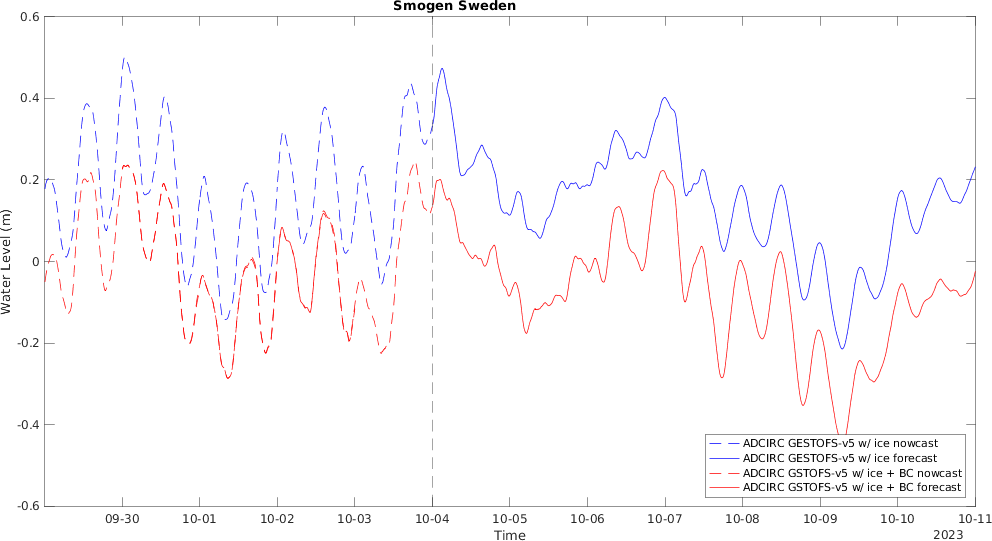 Smogen Sweden
0.6
0.4
0.2
0
-0.2
-0.4
-0.6
Water Level (m)
ADCIRC GESTOFS-v5 w/ ice nowcast
ADCIRC GESTOFS-v5 w/ ice forecast
ADCIRC GSTOFS-v5 w/ ice + BC nowcast
ADCIRC GSTOFS-v5 w/ ice + BC forecast
09-30 10-01 10-02 10-03 10-04 10-05 10-06 10-07 10-08 10-09 10-10 10-11
Time
2023